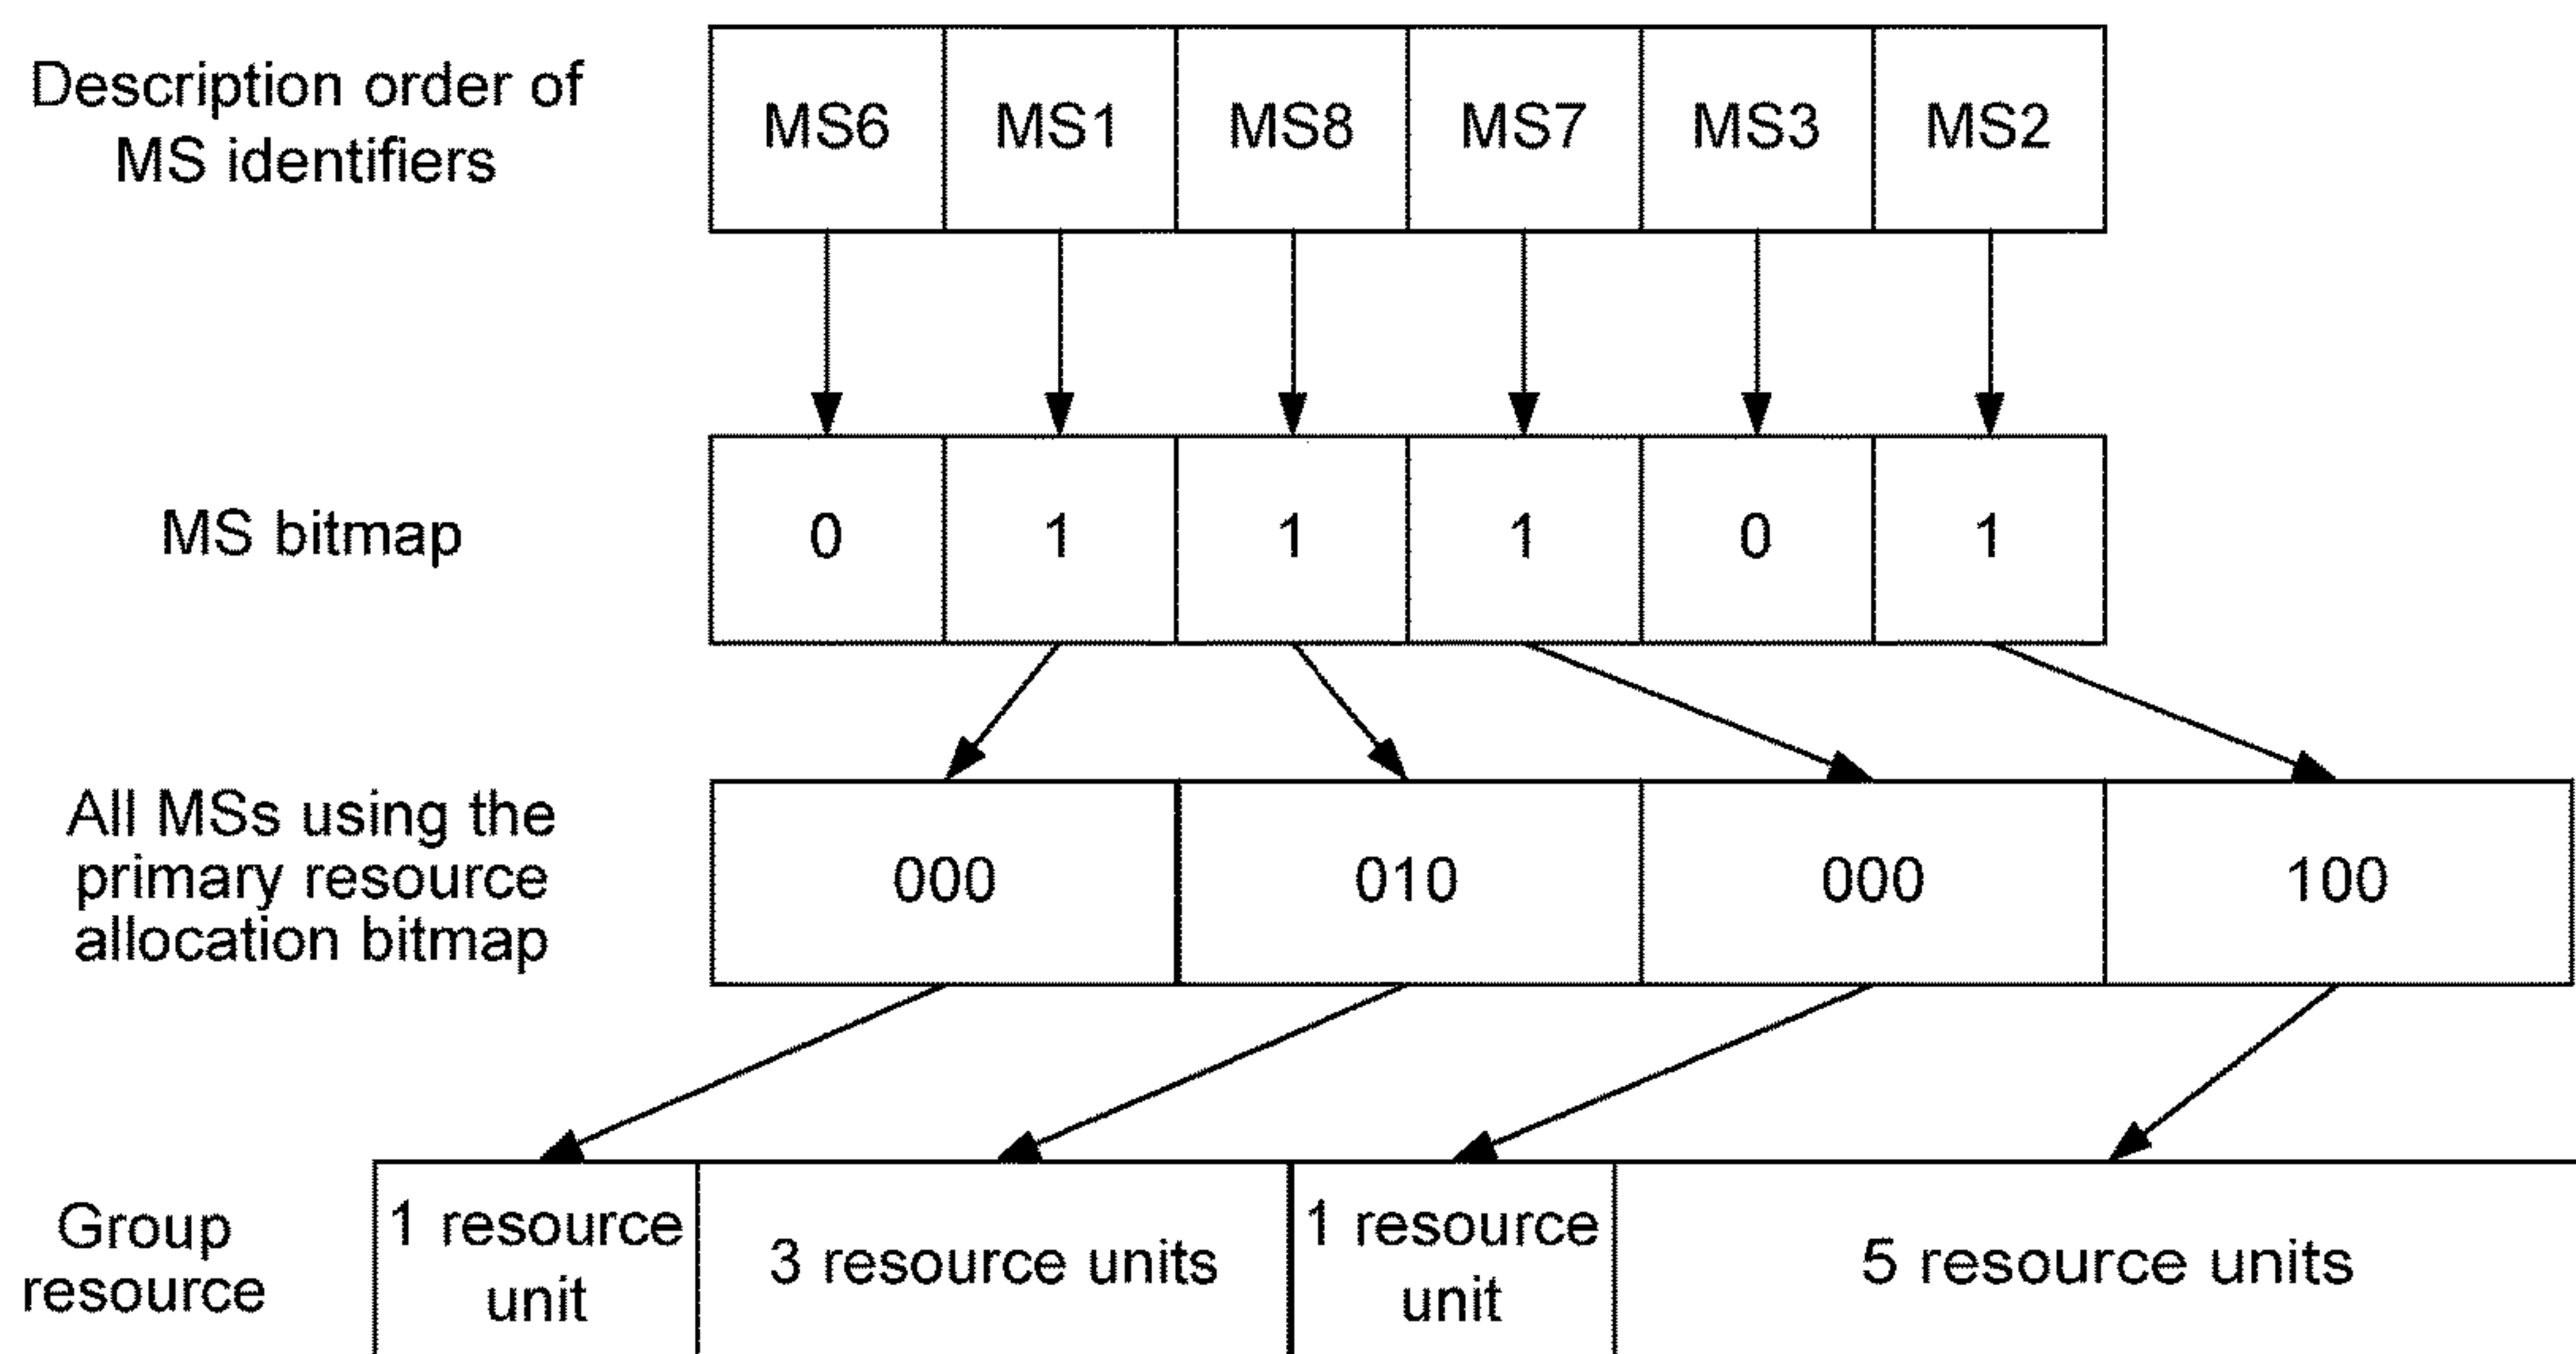 Description order of
MS identifiers
MS6 MS1 MS8 MS7 MS3 MS2
MS bitmap
0 1 1 1 0 1
All MSs using the
primary resource
allocation bitmap
000 010 000 100
Group
resource
1 resource
unit
3 resource units
1 resource
unit
5 resource units